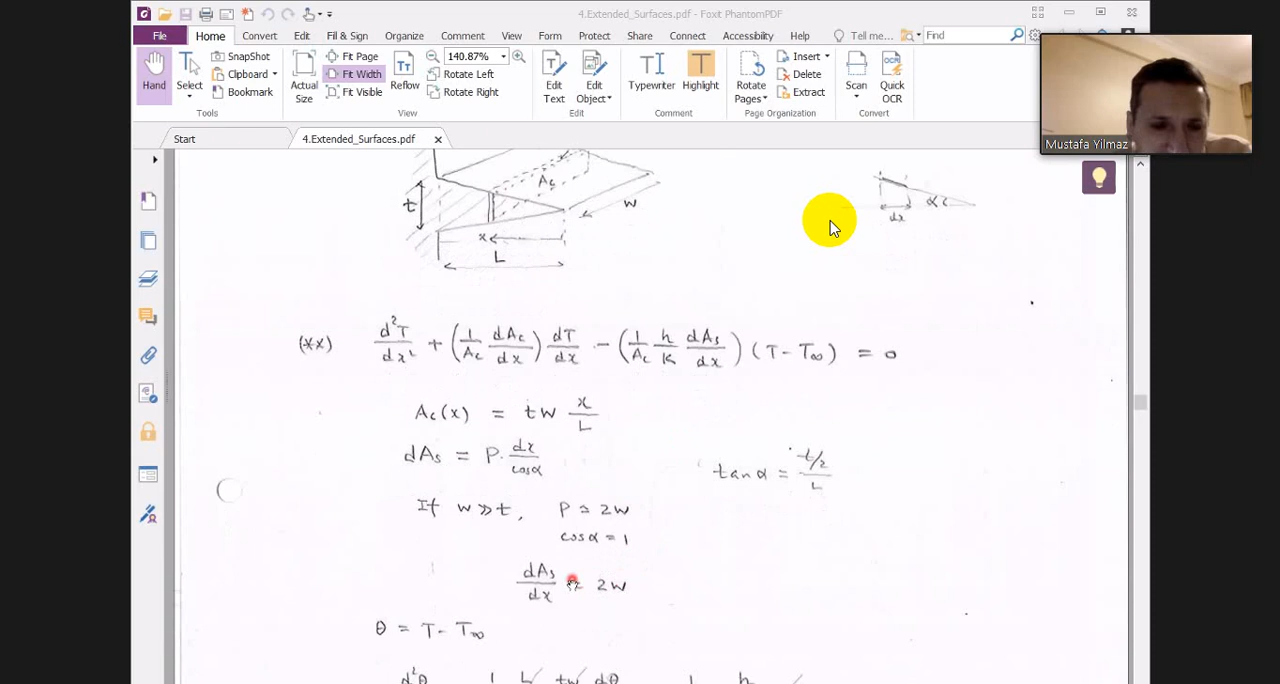 4.Extended_Surfaces.pdf - Foxit PhantomPDF
File Home Convert Edit Fill & Sign Organize Comment View Form Protect Share Connect Accessibility Help Tell me... Find
Hand Select SnapShot Clipboard Bookmark Actual Size Fit Page Fit Width Fit Visible Reflow 140.87% Rotate Left Rotate Right Edit Text Edit Object Typewriter Highlight Rotate Pages Insert Delete Extract Scan Quick OCR
Tools View Edit Comment Page Organization Convert
Mustafa Yilmaz
Start 4.Extended_Surfaces.pdf
Ac
t w
x
L
dx α
(**) d²T/dx² + (1/Ac dAc/dx) dT/dx - (1/Ac h/k dAs/dx) (T - T∞) = 0
Ac(x) = tw x/L
dAs = P. dx/cosα tanα = t/2/L
If w >> t, P ≃ 2w
cosα = 1
dAs/dx ≃ 2w
θ = T - T∞